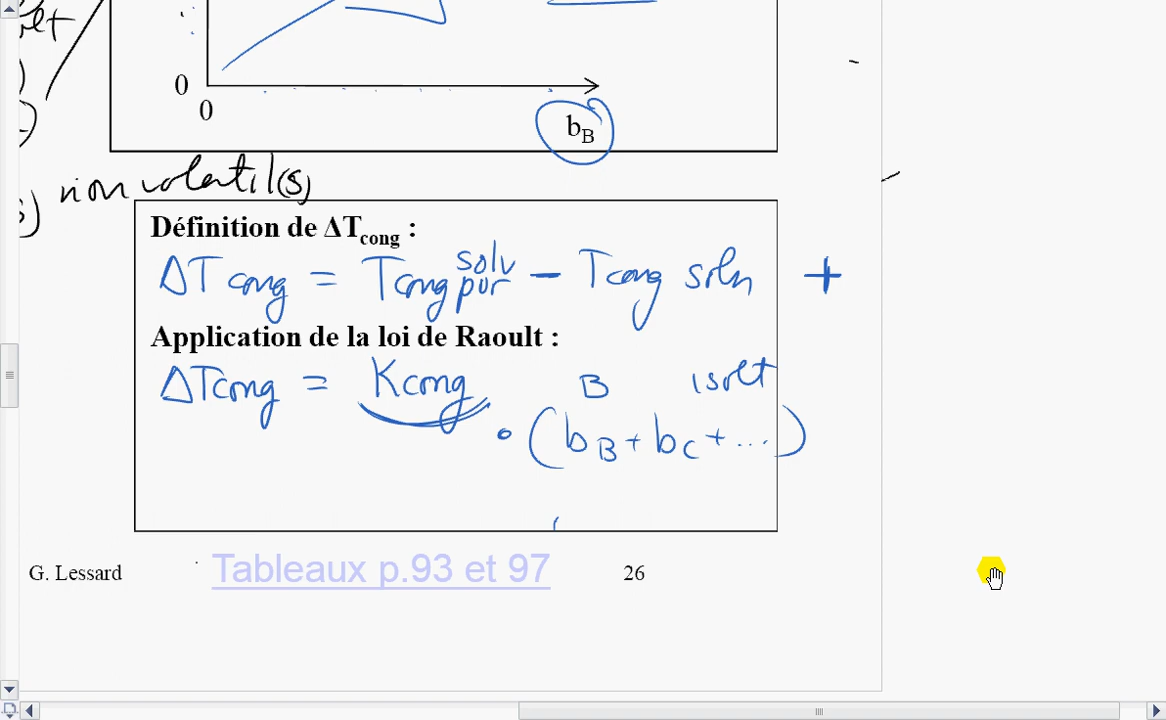 0
0
b_B
non volatil(s)
s)
Définition de ΔT_cong :
ΔTcong = Tcong solv pur − Tcong soln +
Application de la loi de Raoult :
ΔTcong = Kcong B
• (b_B + b_C + ...)
G. Lessard
Tableaux p.93 et 97
26